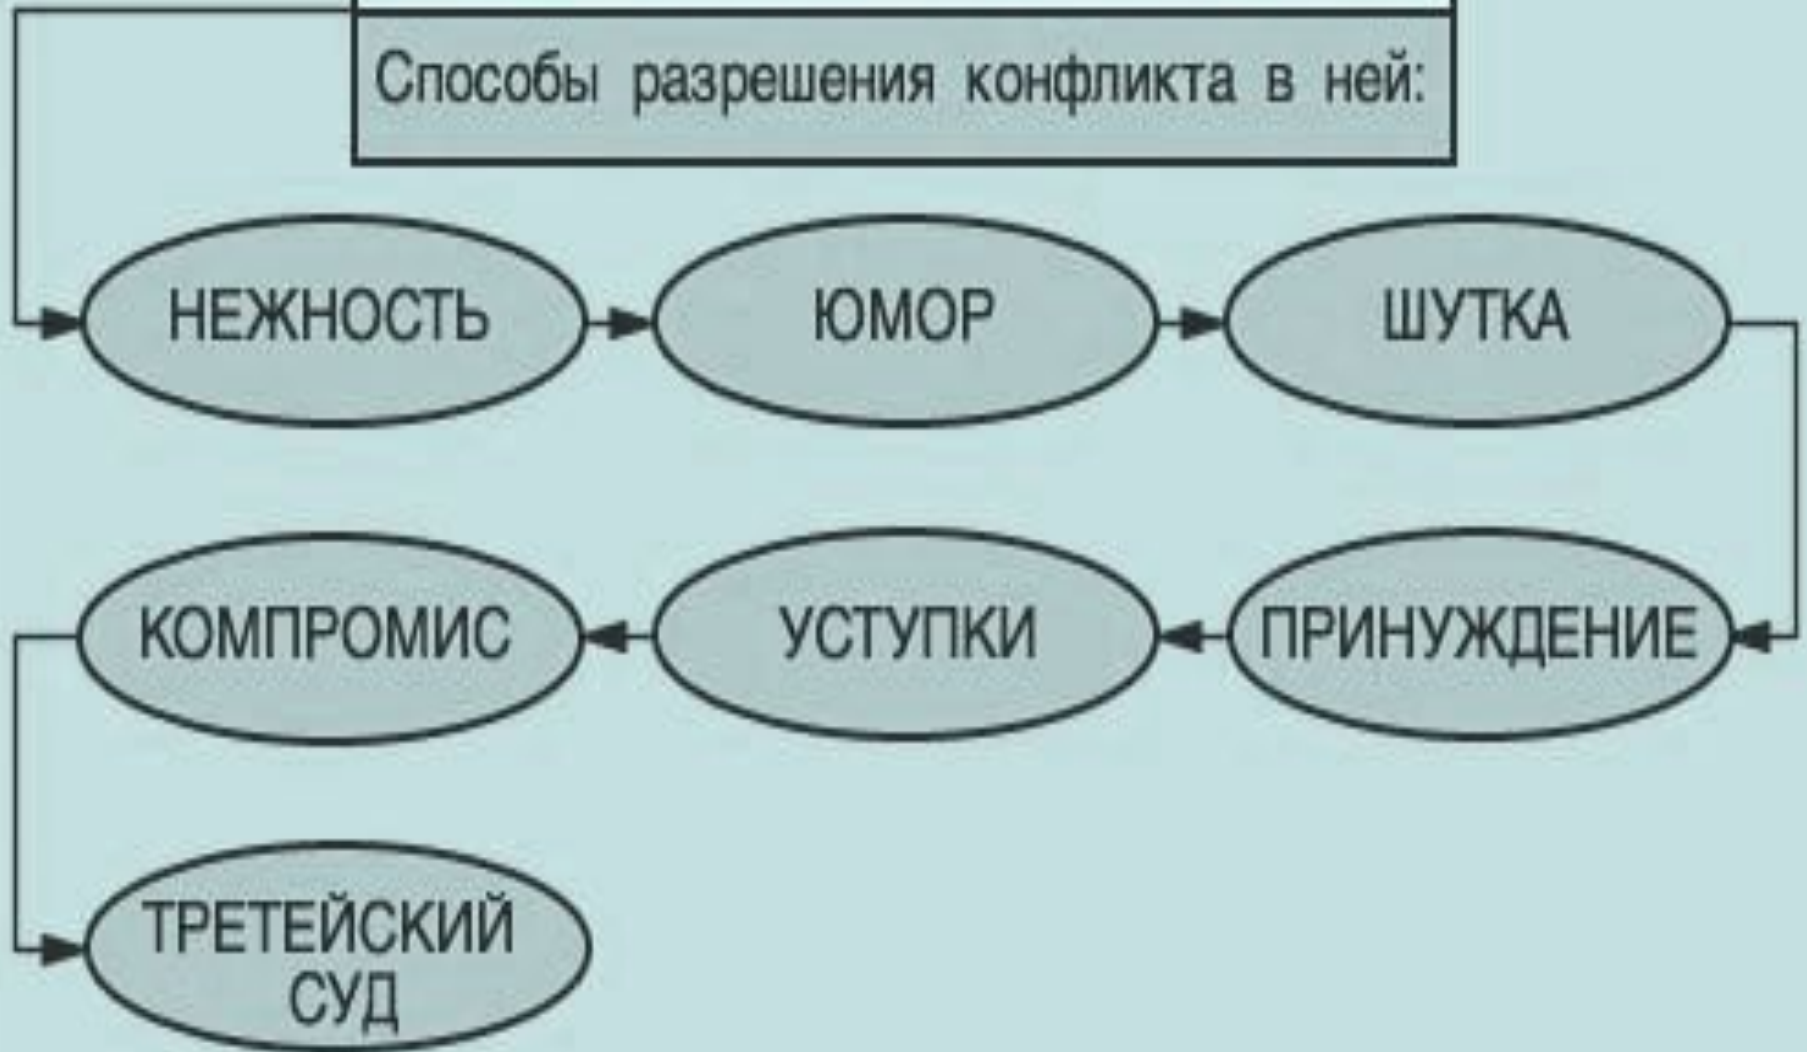 Способы разрешения конфликта в ней:
НЕЖНОСТЬ
ЮМОР
ШУТКА
ПРИНУЖДЕНИЕ
УСТУПКИ
КОМПРОМИС
ТРЕТЕЙСКИЙ
СУД